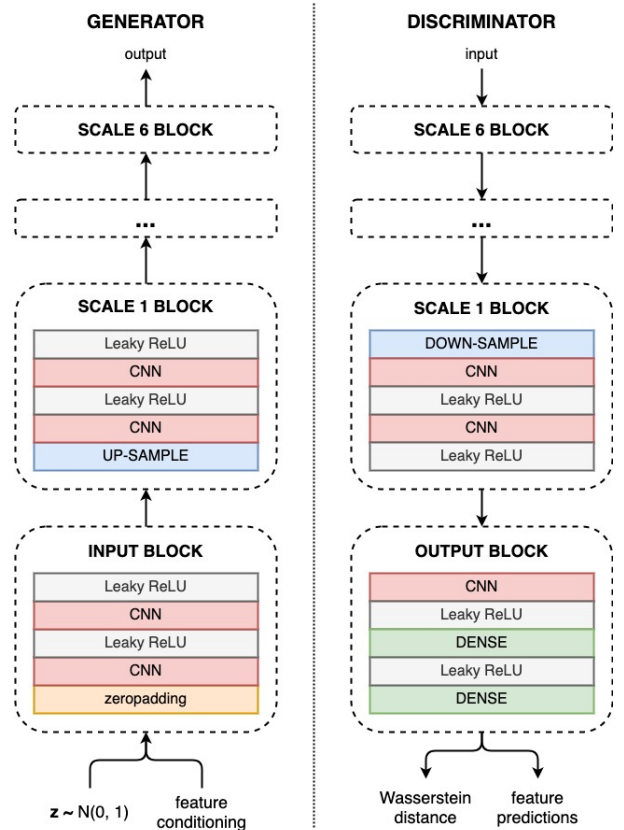 GENERATOR
output
SCALE 6 BLOCK
...
SCALE 1 BLOCK
Leaky ReLU
CNN
Leaky ReLU
CNN
UP-SAMPLE
INPUT BLOCK
Leaky ReLU
CNN
Leaky ReLU
CNN
zeropadding
z ~ N(0, 1)
feature
conditioning
DISCRIMINATOR
input
SCALE 6 BLOCK
...
SCALE 1 BLOCK
DOWN-SAMPLE
CNN
Leaky ReLU
CNN
Leaky ReLU
OUTPUT BLOCK
CNN
Leaky ReLU
DENSE
Leaky ReLU
DENSE
Wasserstein
distance
feature
predictions